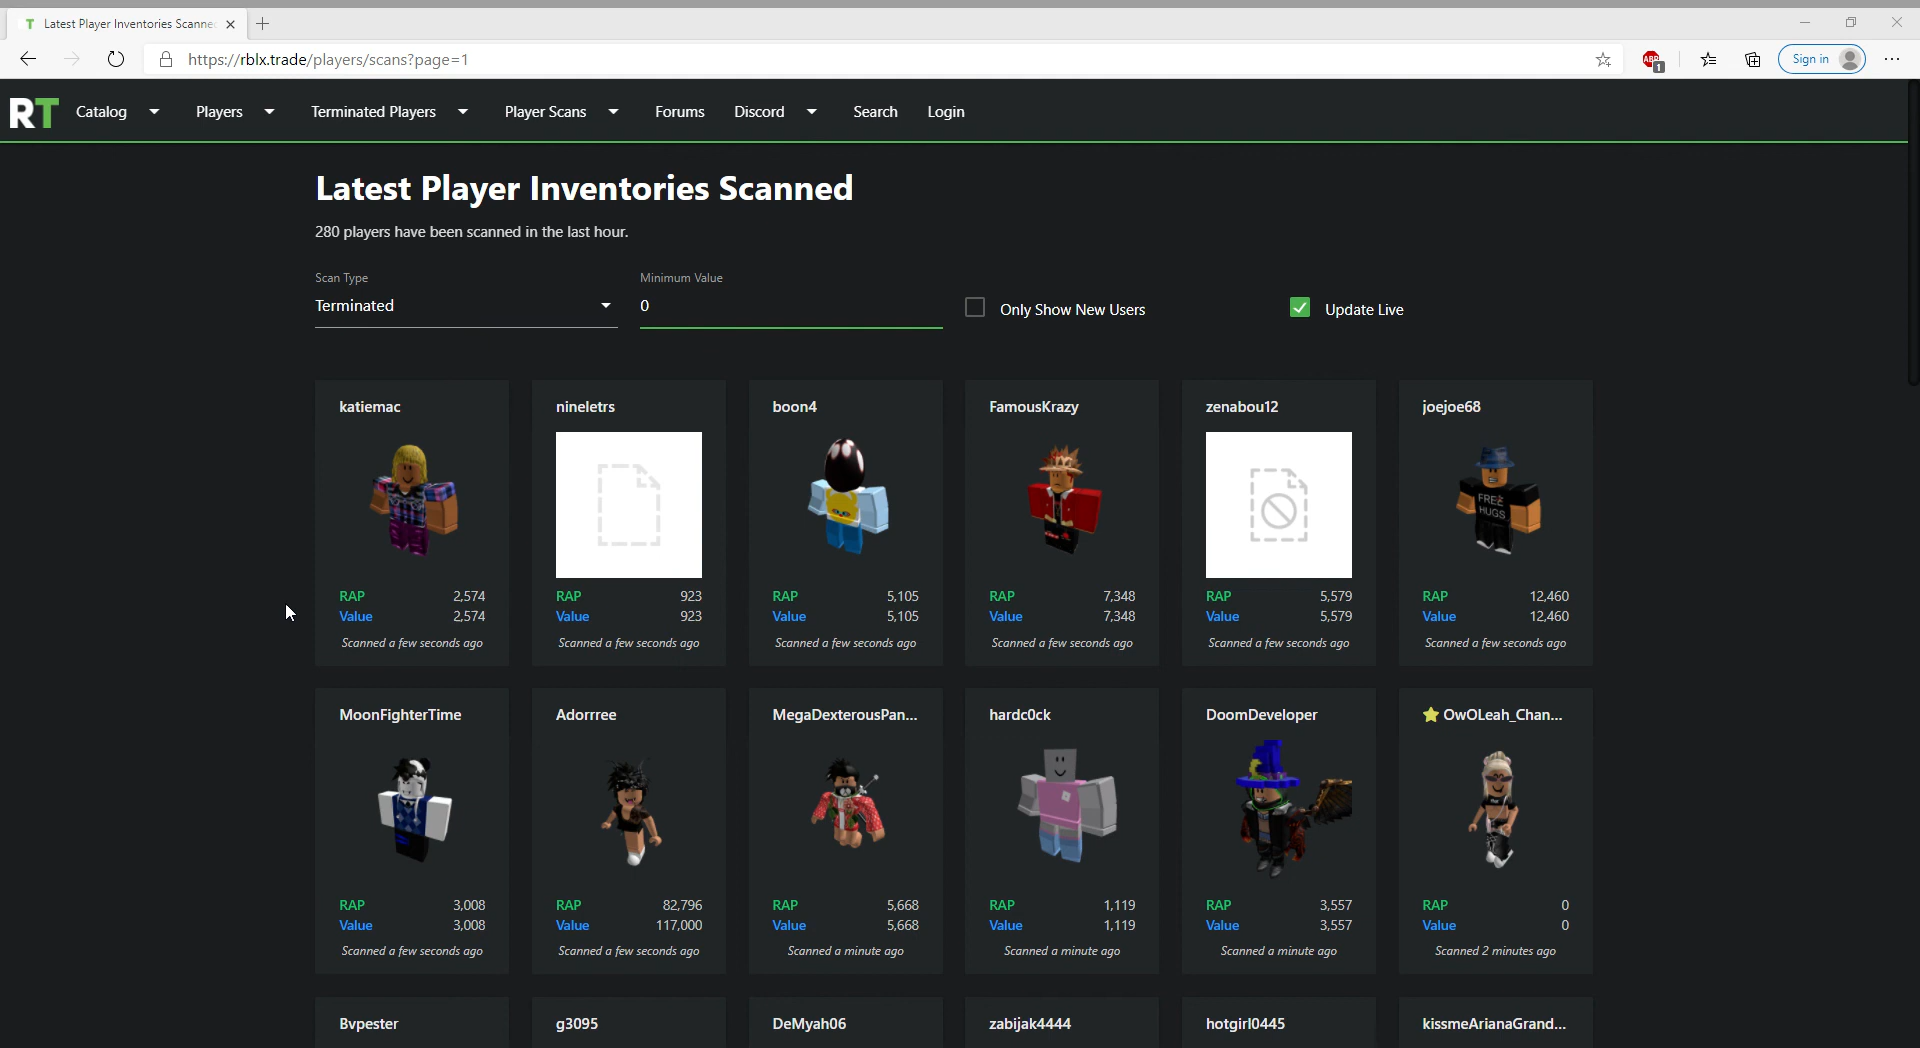 T Latest Player Inventories Scanne
https://rblx.trade/players/scans?page=1
ABP 1 Sign in
RT Catalog Players Terminated Players Player Scans Forums Discord Search Login
Latest Player Inventories Scanned
280 players have been scanned in the last hour.
Scan Type Minimum Value
Terminated 0 Only Show New Users Update Live
katiemac nineletrs boon4 FamousKrazy zenabou12 joejoe68
FREE
HUGS
RAP 2,574 RAP 923 RAP 5,105 RAP 7,348 RAP 5,579 RAP 12,460
Value 2,574 Value 923 Value 5,105 Value 7,348 Value 5,579 Value 12,460
Scanned a few seconds ago Scanned a few seconds ago Scanned a few seconds ago Scanned a few seconds ago Scanned a few seconds ago Scanned a few seconds ago
MoonFighterTime Adorrree MegaDexterousPan... hardc0ck DoomDeveloper OwOLeah_Chan...
RAP 3,008 RAP 82,796 RAP 5,668 RAP 1,119 RAP 3,557 RAP 0
Value 3,008 Value 117,000 Value 5,668 Value 1,119 Value 3,557 Value 0
Scanned a few seconds ago Scanned a few seconds ago Scanned a minute ago Scanned a minute ago Scanned a minute ago Scanned 2 minutes ago
Bvpester g3095 DeMyah06 zabijak4444 hotgirl0445 kissmeArianaGrand...